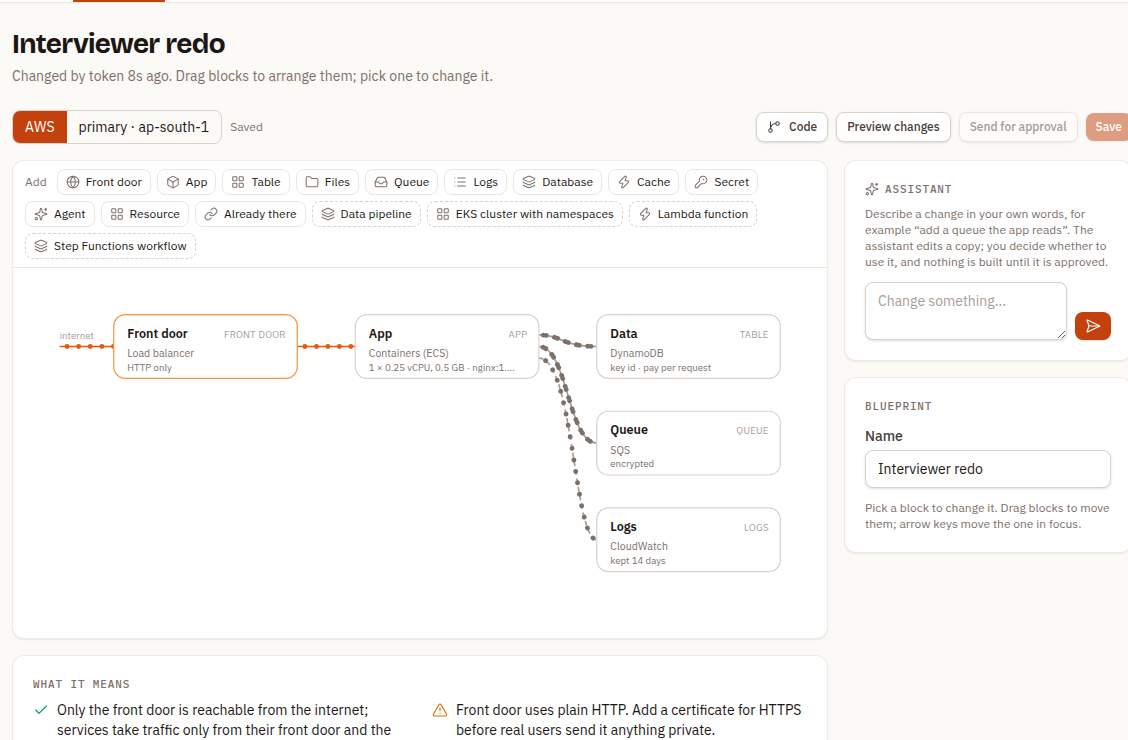 Interviewer redo
Changed by token 8s ago. Drag blocks to arrange them; pick one to change it.
AWS primary · ap-south-1 Saved
Code Preview changes Send for approval Save
Add Front door App Table Files Queue Logs Database Cache Secret
Agent Resource Already there Data pipeline EKS cluster with namespaces Lambda function
Step Functions workflow
internet
Front door FRONT DOOR
Load balancer
HTTP only
App APP
Containers (ECS)
1 × 0.25 vCPU, 0.5 GB · nginx:1....
Data TABLE
DynamoDB
key id · pay per request
Queue QUEUE
SQS
encrypted
Logs LOGS
CloudWatch
kept 14 days
ASSISTANT
Describe a change in your own words, for
example “add a queue the app reads”. The
assistant edits a copy; you decide whether to
use it, and nothing is built until it is approved.
Change something...
BLUEPRINT
Name
Interviewer redo
Pick a block to change it. Drag blocks to move
them; arrow keys move the one in focus.
WHAT IT MEANS
Only the front door is reachable from the internet;
services take traffic only from their front door and the
Front door uses plain HTTP. Add a certificate for HTTPS
before real users send it anything private.